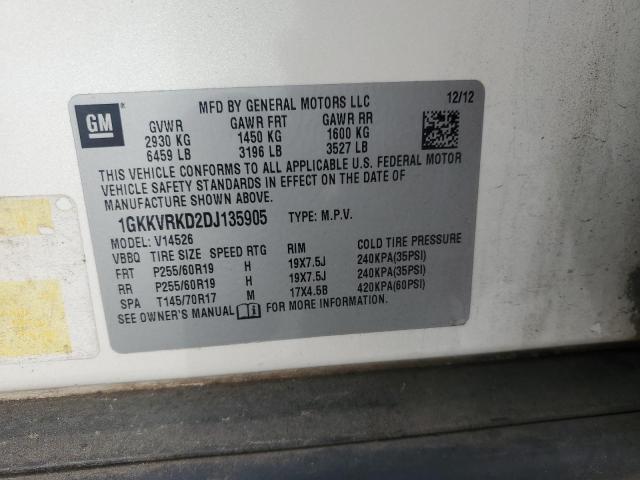 GM
®
MFD BY GENERAL MOTORS LLC 12/12
GVWR GAWR FRT GAWR RR
2930 KG 1450 KG 1600 KG
6459 LB 3196 LB 3527 LB
THIS VEHICLE CONFORMS TO ALL APPLICABLE U.S. FEDERAL MOTOR
VEHICLE SAFETY STANDARDS IN EFFECT ON THE DATE OF
MANUFACTURE SHOWN ABOVE.
1GKKVRKD2DJ135905 TYPE: M.P.V.
MODEL: V14526
VBBQ TIRE SIZE SPEED RTG RIM COLD TIRE PRESSURE
FRT P255/60R19 H 19X7.5J 240KPA(35PSI)
RR P255/60R19 H 19X7.5J 240KPA(35PSI)
SPA T145/70R17 M 17X4.5B 420KPA(60PSI)
SEE OWNER'S MANUAL FOR MORE INFORMATION.